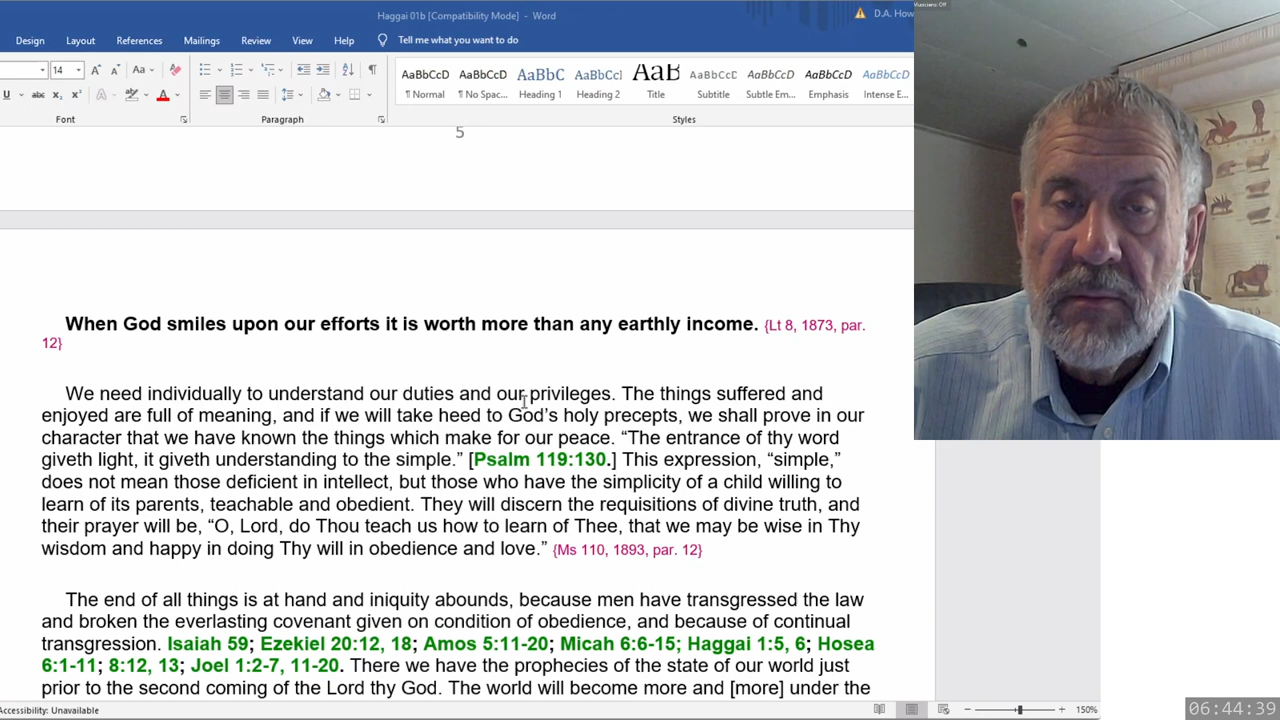 Haggai 01b [Compatibility Mode] - Word
D.A. How
Musicians: Off
Design Layout References Mailings Review View Help Tell me what you want to do
14 Aa
U abc x₂ x² A A
AaBbCcD AaBbCcD AaBbC AaBbCcI AaB AaBbCcD AaBbCcD AaBbCcD AaBbCcD
¶ Normal ¶ No Spac... Heading 1 Heading 2 Title Subtitle Subtle Em... Emphasis Intense E...
Font Paragraph Styles
5
When God smiles upon our efforts it is worth more than any earthly income. {Lt 8, 1873, par.
12}
We need individually to understand our duties and our privileges. The things suffered and
enjoyed are full of meaning, and if we will take heed to God’s holy precepts, we shall prove in our
character that we have known the things which make for our peace. “The entrance of thy word
giveth light, it giveth understanding to the simple.” [Psalm 119:130.] This expression, “simple,”
does not mean those deficient in intellect, but those who have the simplicity of a child willing to
learn of its parents, teachable and obedient. They will discern the requisitions of divine truth, and
their prayer will be, “O, Lord, do Thou teach us how to learn of Thee, that we may be wise in Thy
wisdom and happy in doing Thy will in obedience and love.” {Ms 110, 1893, par. 12}
The end of all things is at hand and iniquity abounds, because men have transgressed the law
and broken the everlasting covenant given on condition of obedience, and because of continual
transgression. Isaiah 59; Ezekiel 20:12, 18; Amos 5:11-20; Micah 6:6-15; Haggai 1:5, 6; Hosea
6:1-11; 8:12, 13; Joel 1:2-7, 11-20. There we have the prophecies of the state of our world just
prior to the second coming of the Lord thy God. The world will become more and [more] under the
Accessibility: Unavailable
150%
06:44:39